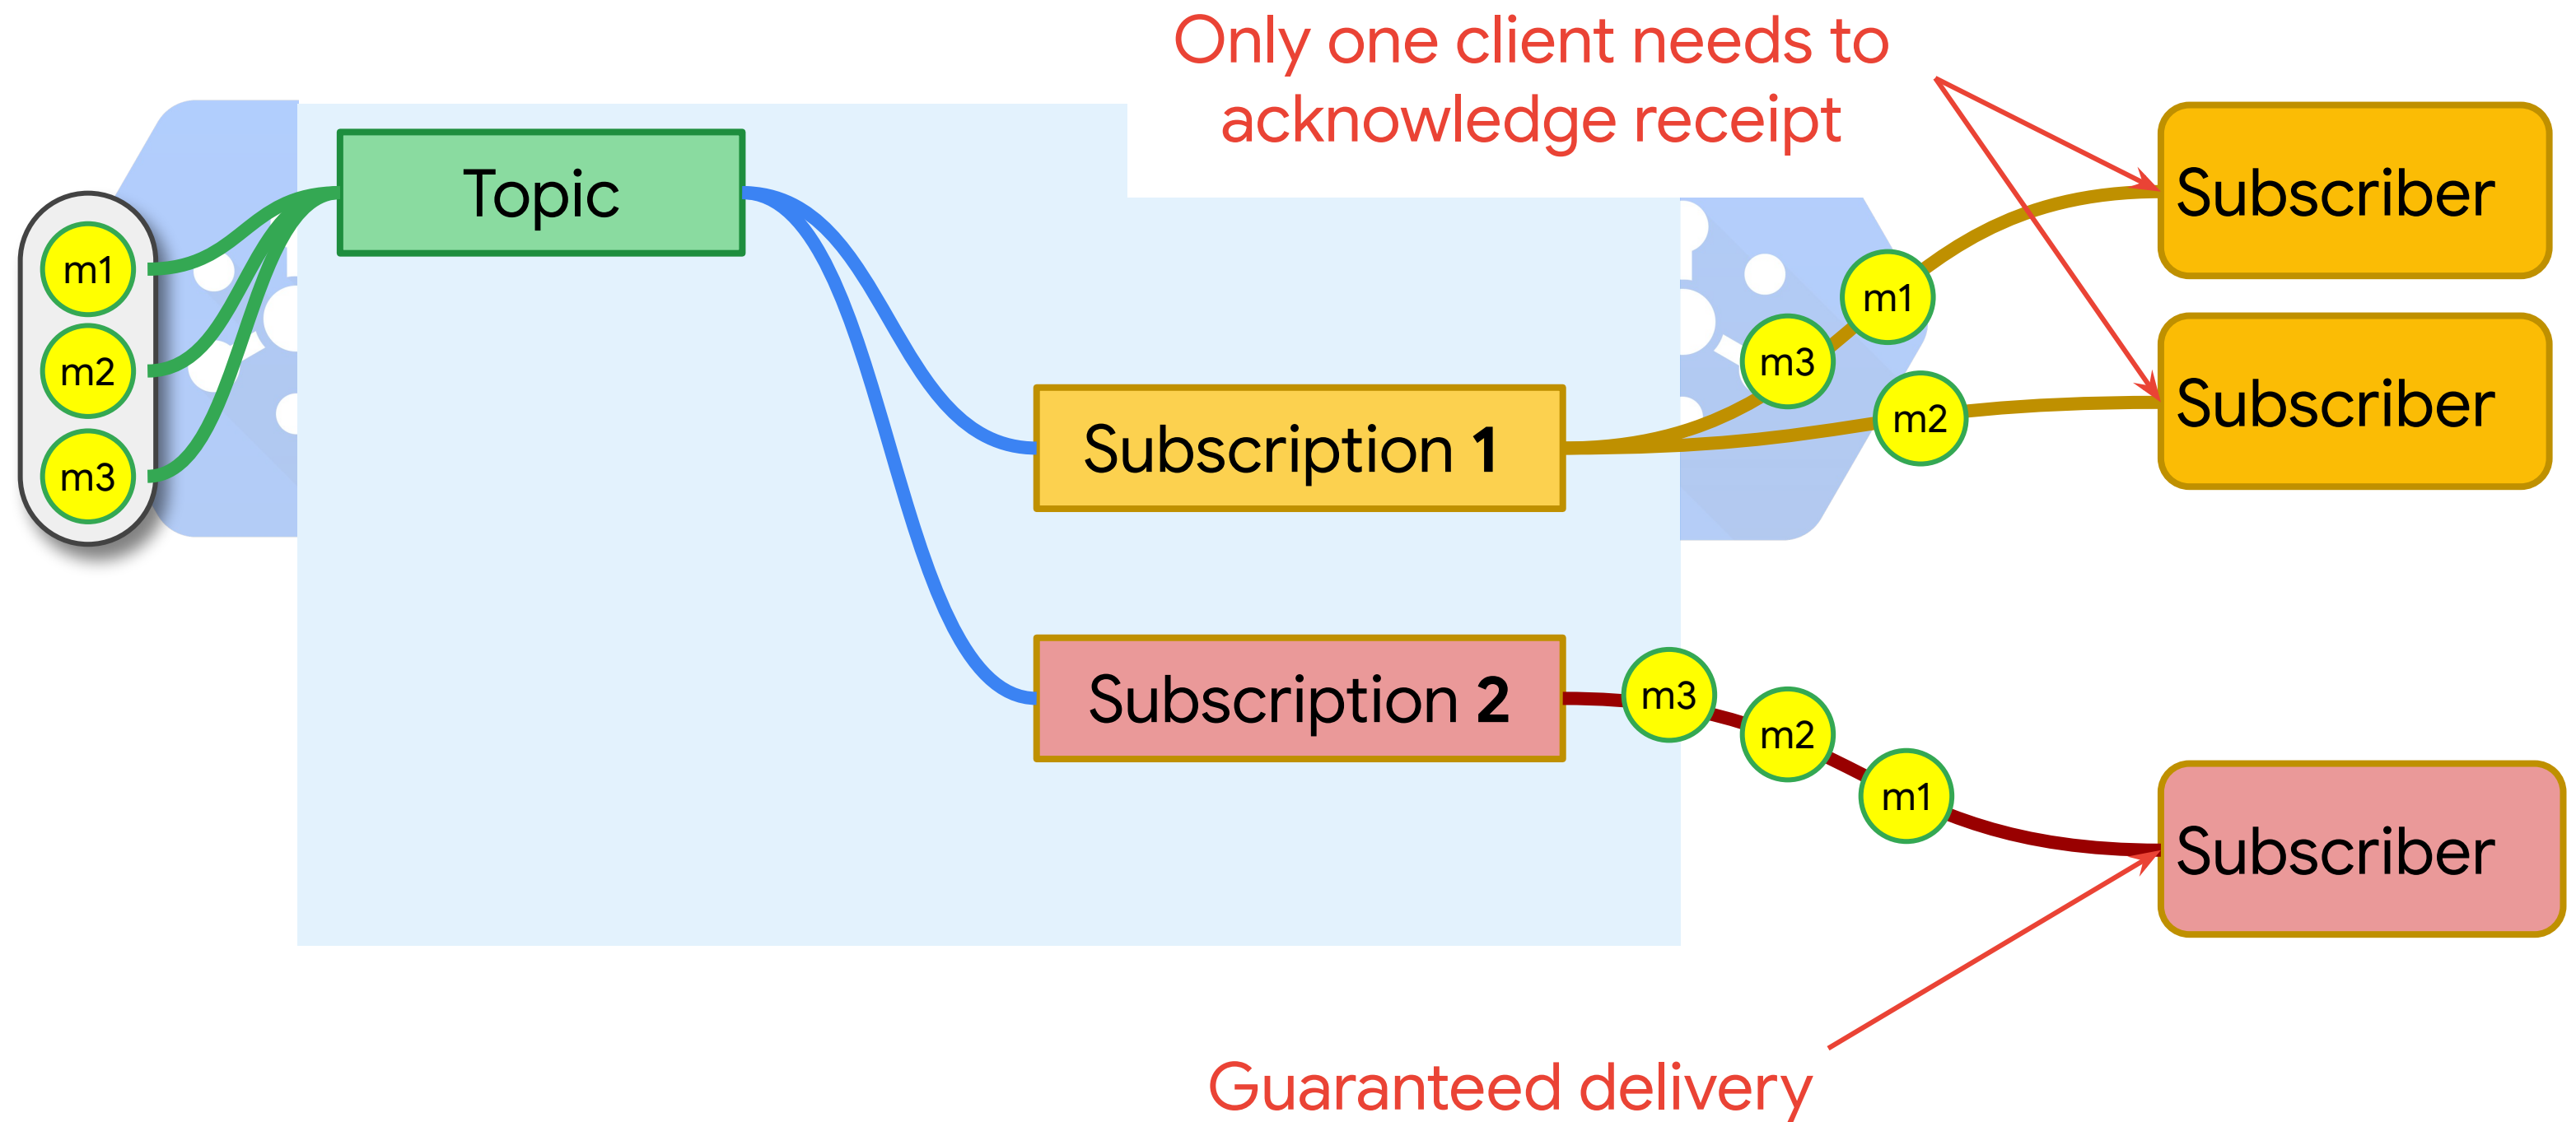 Only one client needs to
acknowledge receipt
Topic
Subscriber
m1
m2
m3
m1
m3
m2
Subscriber
Subscription 1
Subscription 2
m3
m2
m1
Subscriber
Guaranteed delivery